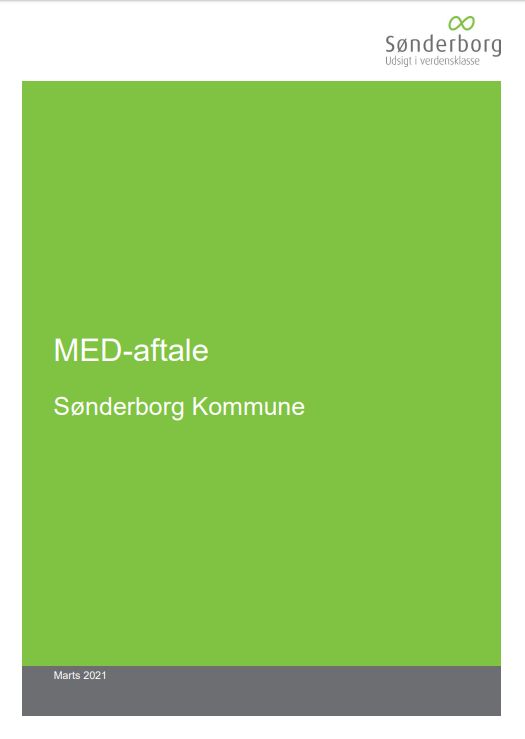 Sønderborg
Udsigt i verdensklasse
MED-aftale
Sønderborg Kommune
Marts 2021